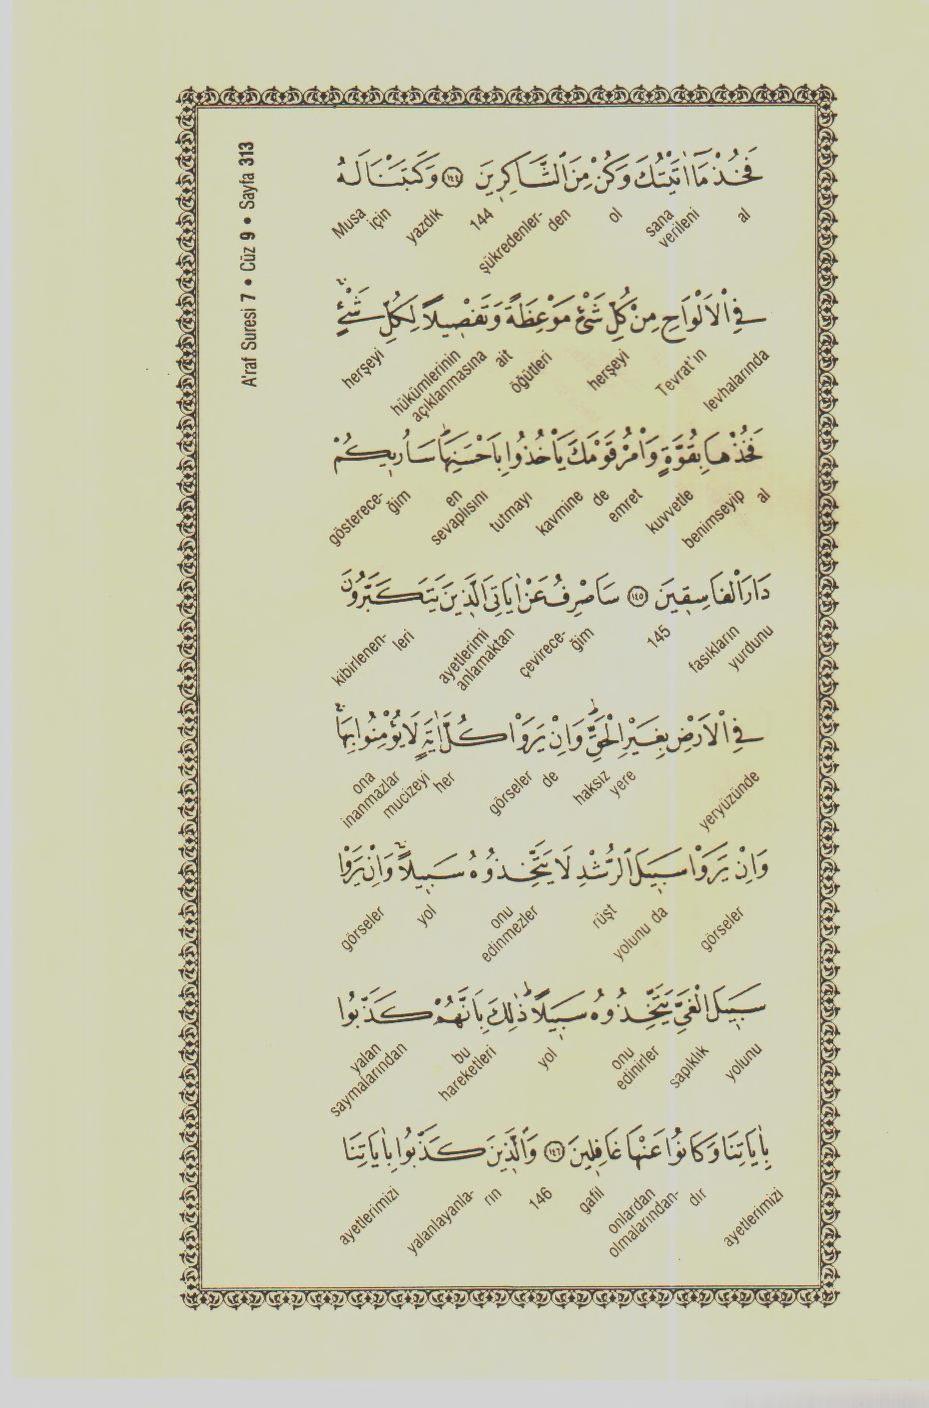 A'raf Suresi 7 • Cüz 9 • Sayfa 313
فَخُذْ مَٓا اٰتَيْتُكَ وَكُنْ مِنَ الشَّاكِر۪ينَ ﴿١٤٤﴾ وَكَتَبْنَا لَهُ
al sana verileni ol şükredenler- den 144 yazdık Musa için
فِي الْاَلْوَاحِ مِنْ كُلِّ شَيْءٍ مَوْعِظَةً وَتَفْص۪يلًا لِكُلِّ شَيْءٍۚ
levhalarında Tevrat'ın herşeyi öğütleri ait hükümlerinin açıklanmasına herşeyi
فَخُذْهَا بِقُوَّةٍ وَأْمُرْ قَوْمَكَ يَأْخُذُوا بِاَحْسَنِهَاۜ سَاُر۪يكُمْ
al benimseyip kuvvetle emret de kavmine tutmayı en sevaplısını gösterece- ğim
دَارَ الْفَاسِق۪ينَ ﴿١٤٥﴾ سَاَصْرِفُ عَنْ اٰيَاتِيَ الَّذ۪ينَ يَتَكَبَّرُونَ
yurdunu fasıkların 145 çevirece- ğim ayetlerimi anlamaktan kibirlenen- leri
فِي الْاَرْضِ بِغَيْرِ الْحَقِّۜ وَاِنْ يَرَوْا كُلَّ اٰيَةٍ لَا يُؤْمِنُوا بِهَاۚ
yeryüzünde haksız yere de görseler her mucizeyi ona inanmazlar
وَاِنْ يَرَوْا سَب۪يلَ الرُّشْدِ لَا يَتَّخِذُوهُ سَب۪يلًاۚ وَاِنْ يَرَوْا
görseler yolunu da rüşt onu edinmezler yol görseler
سَب۪يلَ الْغَيِّ يَتَّخِذُوهُ سَب۪يلًاۜ ذٰلِكَ بِاَنَّهُمْ كَذَّبُوا
yolunu sapıklık onu edinirler yol bu hareketleri yalan saymalarından
بِاٰيَاتِنَا وَكَانُوا عَنْهَا غَافِل۪ينَ ﴿١٤٦﴾ وَالَّذ۪ينَ كَذَّبُوا بِاٰيَاتِنَا
ayetlerimizi onlardan olmalarından- dır gafil 146 yalanlayanla- rın ayetlerimizi